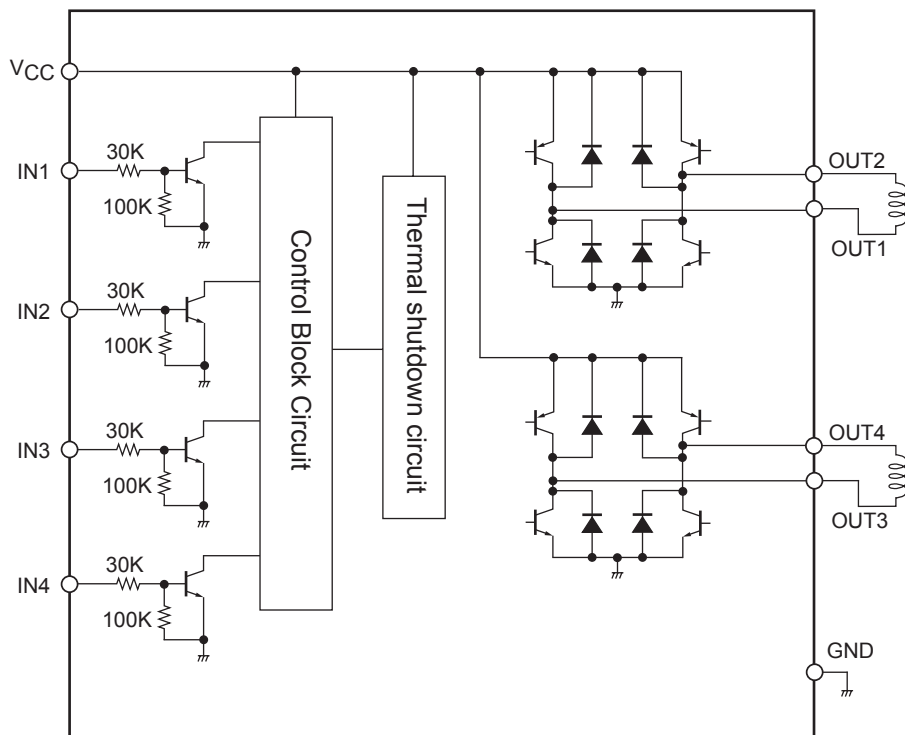 VCC
IN1
30K
100K
IN2
30K
100K
IN3
30K
100K
IN4
30K
100K
Control Block Circuit
Thermal shutdown circuit
OUT2
OUT1
OUT4
OUT3
GND